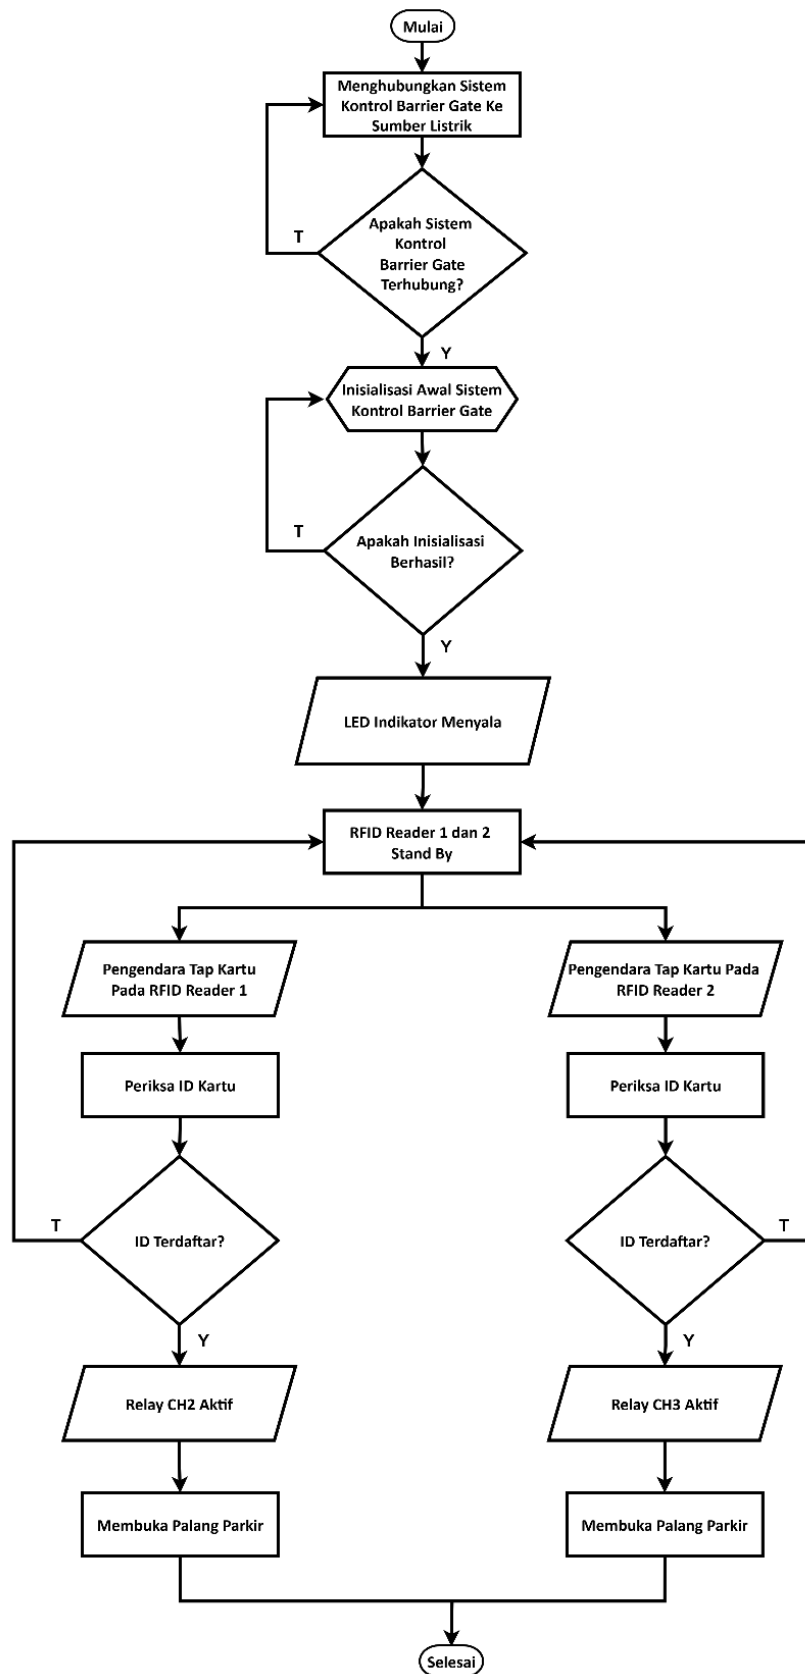 Mulai
Menghubungkan Sistem
Kontrol Barrier Gate Ke
Sumber Listrik
Apakah Sistem
Kontrol
Barrier Gate
Terhubung?
T
Y
Inisialisasi Awal Sistem
Kontrol Barrier Gate
Apakah Inisialisasi
Berhasil?
T
Y
LED Indikator Menyala
RFID Reader 1 dan 2
Stand By
Pengendara Tap Kartu
Pada RFID Reader 1
Periksa ID Kartu
ID Terdaftar?
T
Y
Relay CH2 Aktif
Membuka Palang Parkir
Pengendara Tap Kartu Pada
RFID Reader 2
Periksa ID Kartu
ID Terdaftar?
T
Y
Relay CH3 Aktif
Membuka Palang Parkir
Selesai